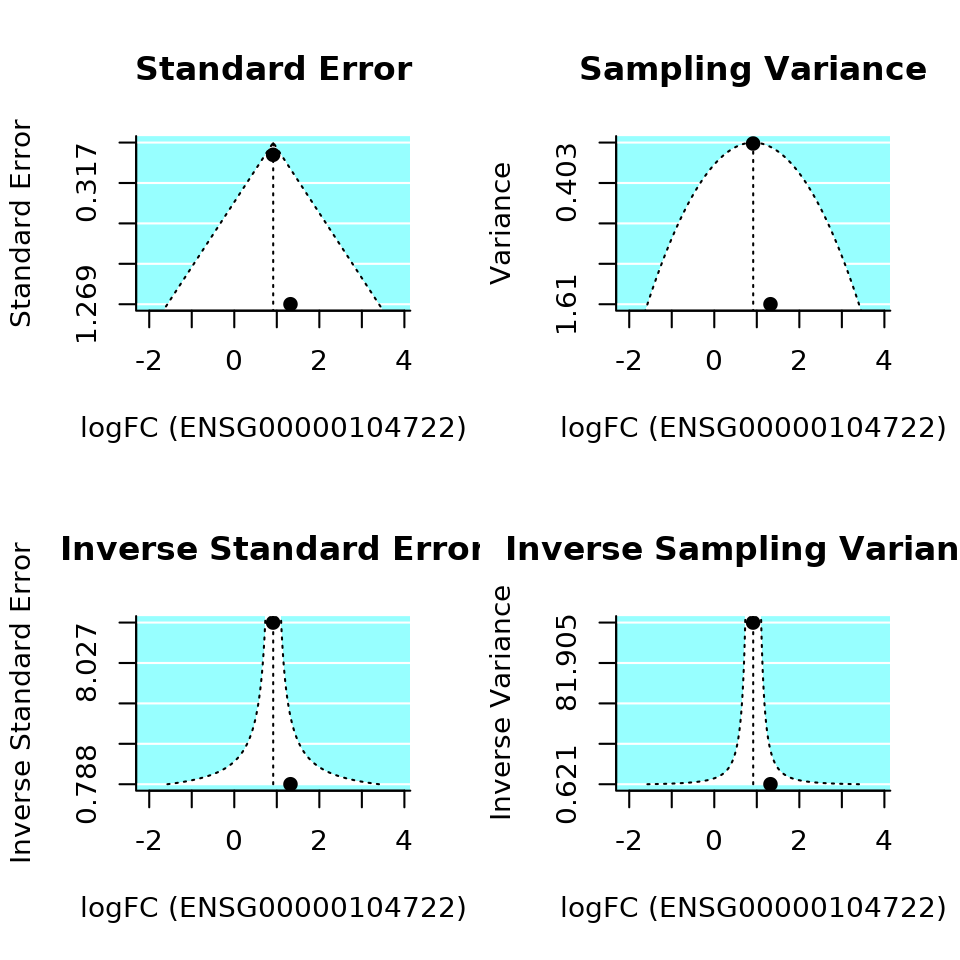 Standard Error
Standard Error
0.317
1.269
-2 0 2 4
logFC (ENSG00000104722)
Sampling Variance
Variance
0.403
1.61
-2 0 2 4
logFC (ENSG00000104722)
Inverse Standard Error
Inverse Standard Error
8.027
0.788
-2 0 2 4
logFC (ENSG00000104722)
Inverse Sampling Varian
Inverse Variance
81.905
0.621
-2 0 2 4
logFC (ENSG00000104722)